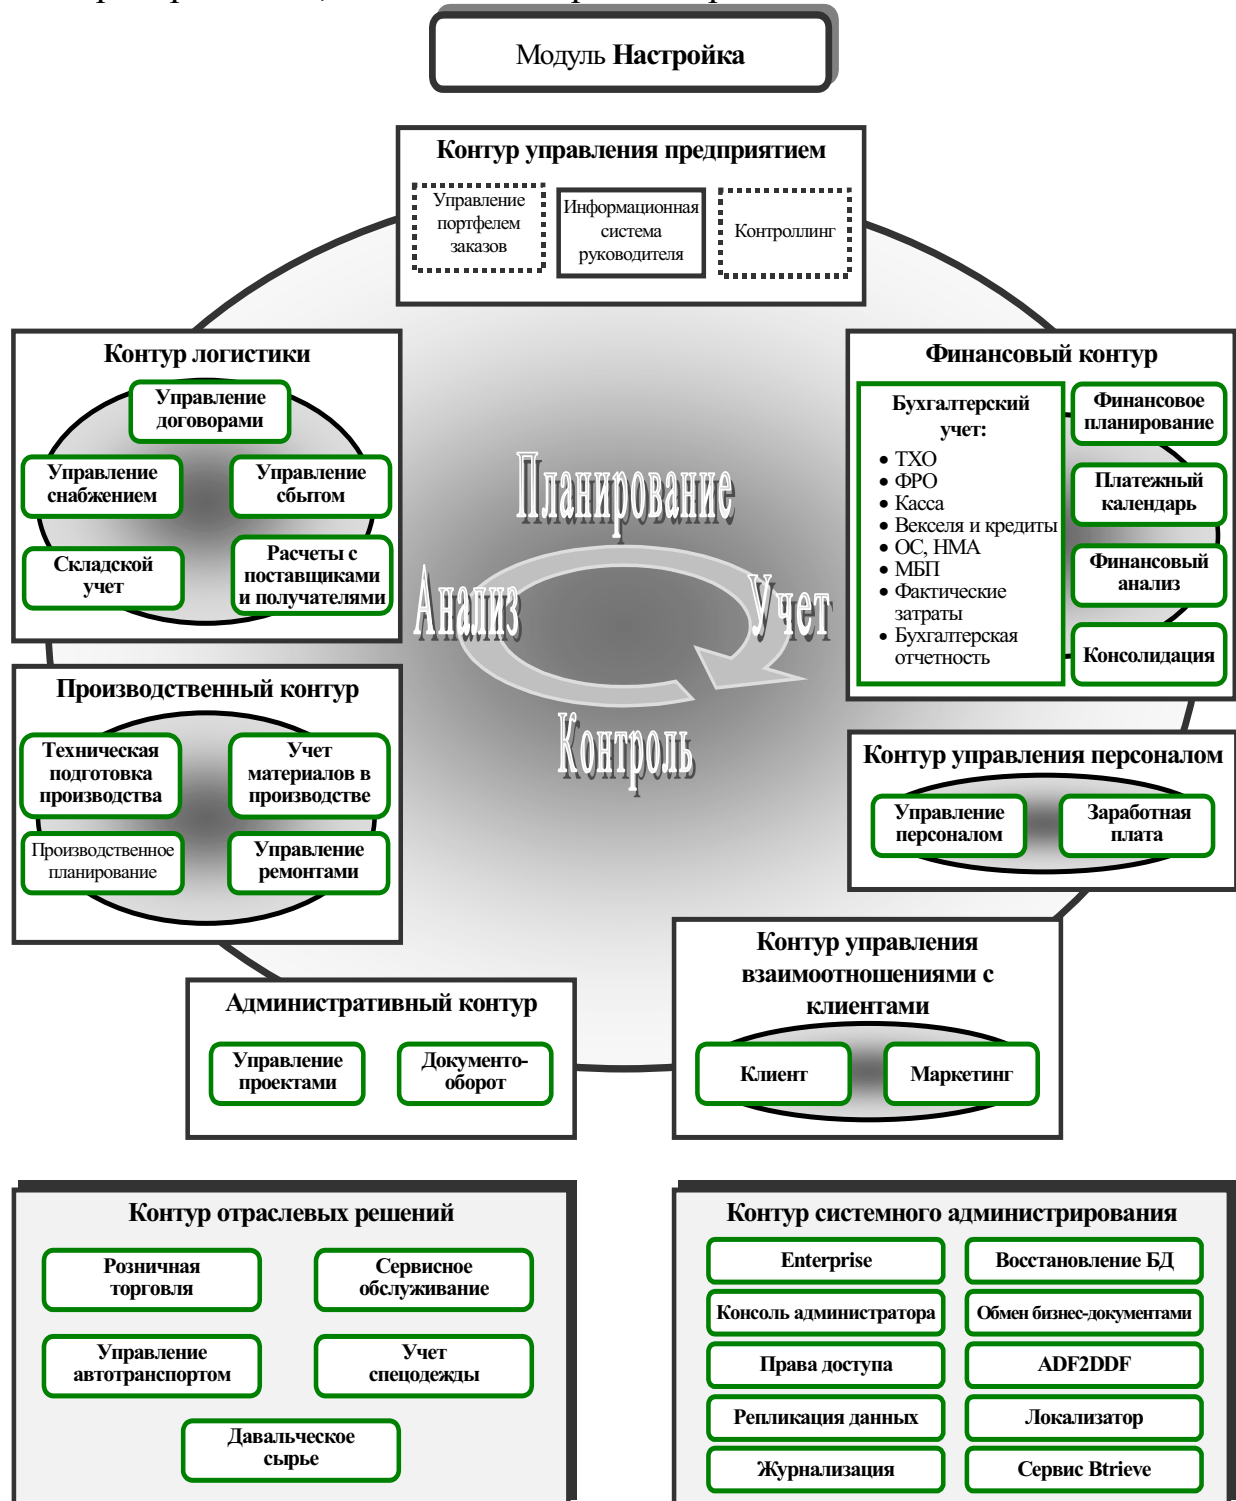 Модуль Настройка
Контур управления предприятием
Управление
портфелем
заказов
Информационная
система
руководителя
Контроллинг
Контур логистики
Управление
договорами
Управление
снабжением
Управление
сбытом
Складской
учет
Расчеты с
поставщиками
и получателями
Финансовый контур
Бухгалтерский
учет:
• ТХО
• ФРО
• Касса
• Векселя и кредиты
• ОС, НМА
• МБП
• Фактические
затраты
• Бухгалтерская
отчетность
Финансовое
планирование
Платежный
календарь
Финансовый
анализ
Консолидация
Планирование
Анализ
Учет
Контроль
Производственный контур
Техническая
подготовка
производства
Учет
материалов в
производстве
Производственное
планирование
Управление
ремонтами
Контур управления персоналом
Управление
персоналом
Заработная
плата
Административный контур
Управление
проектами
Документо-
оборот
Контур управления
взаимоотношениями с
клиентами
Клиент
Маркетинг
Контур отраслевых решений
Розничная
торговля
Сервисное
обслуживание
Управление
автотранспортом
Учет
спецодежды
Давальческое
сырье
Контур системного администрирования
Enterprise
Восстановление БД
Консоль администратора
Обмен бизнес-документами
Права доступа
ADF2DDF
Репликация данных
Локализатор
Журнализация
Сервис Btrieve